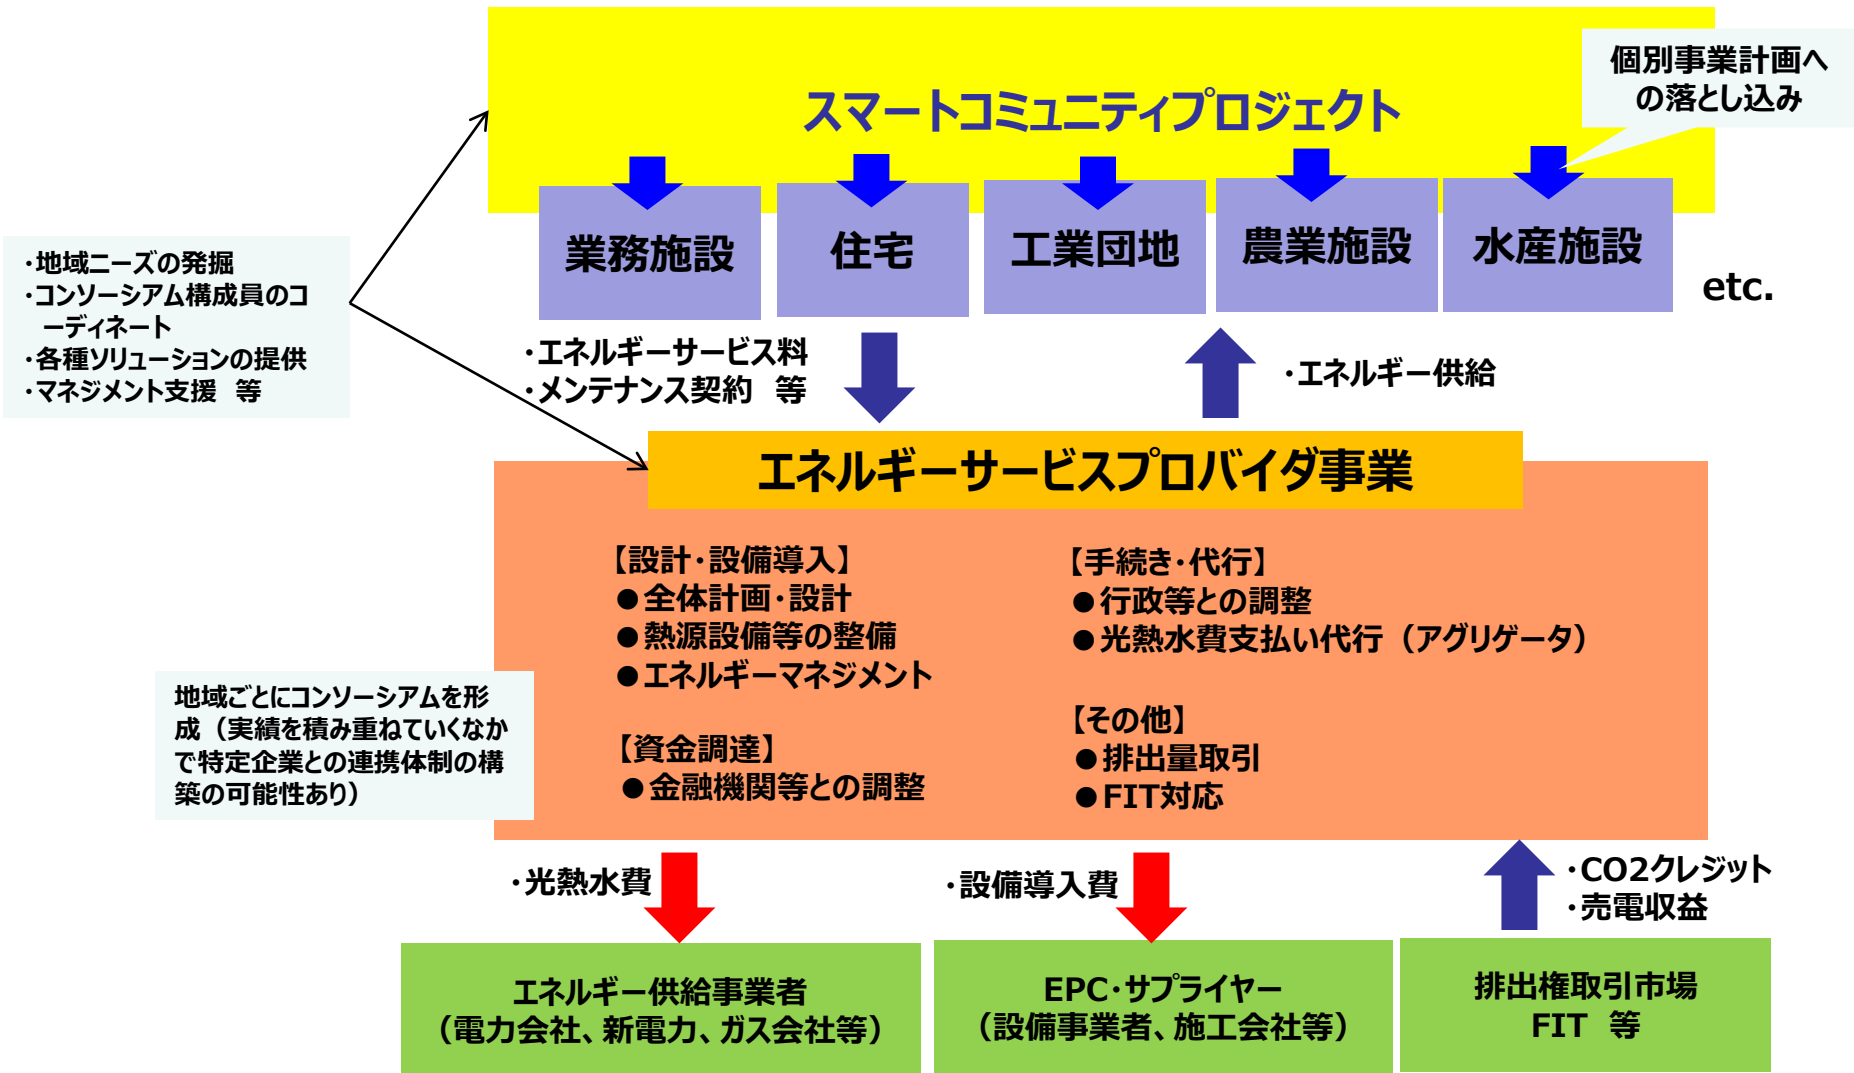 スマートコミュニティプロジェクト
個別事業計画へ
の落とし込み
業務施設
住宅
工業団地
農業施設
水産施設
etc.
・地域ニーズの発掘
・コンソーシアム構成員のコ
ーディネート
・各種ソリューションの提供
・マネジメント支援　等
・エネルギーサービス料
・メンテナンス契約　等
・エネルギー供給
エネルギーサービスプロバイダ事業
【設計・設備導入】
●全体計画・設計
●熱源設備等の整備
●エネルギーマネジメント
【資金調達】
●金融機関等との調整
【手続き・代行】
●行政等との調整
●光熱水費支払い代行（アグリゲータ）
【その他】
●排出量取引
●FIT対応
地域ごとにコンソーシアムを形
成（実績を積み重ねていくなか
で特定企業との連携体制の構
築の可能性あり）
・光熱水費
・設備導入費
・CO2クレジット
・売電収益
エネルギー供給事業者
（電力会社、新電力、ガス会社等）
EPC・サプライヤー
（設備事業者、施工会社等）
排出権取引市場
FIT　等